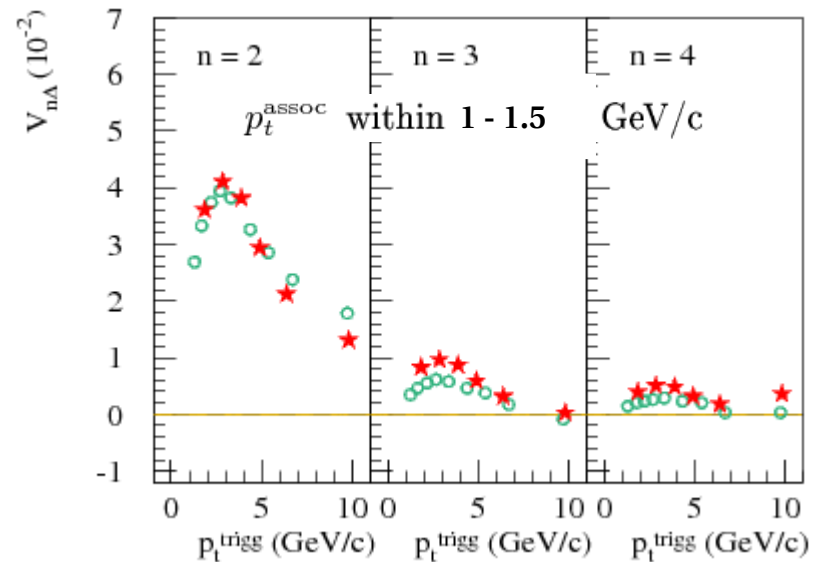 V_{nΔ} (10^{-2})
7
6
5
4
3
2
1
0
-1
n = 2
n = 3
n = 4
p_t^{assoc} within 1 - 1.5 GeV/c
0 5 10 0 5 10 0 5 10
p_t^{trigg} (GeV/c) p_t^{trigg} (GeV/c) p_t^{trigg} (GeV/c)